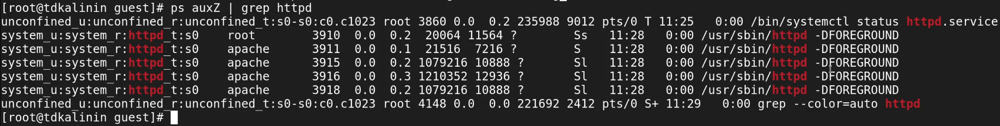 [root@tdkalinin guest]# ps auxZ | grep httpd
unconfined_u:unconfined_r:unconfined_t:s0-s0:c0.c1023 root 3860 0.0  0.2 235988 9012 pts/0 T 11:25   0:00 /bin/systemctl status httpd.service
system_u:system_r:httpd_t:s0    root        3910  0.0  0.2  20064 11564 ?        Ss   11:28   0:00 /usr/sbin/httpd -DFOREGROUND
system_u:system_r:httpd_t:s0    apache      3911  0.0  0.1  21516  7216 ?        S    11:28   0:00 /usr/sbin/httpd -DFOREGROUND
system_u:system_r:httpd_t:s0    apache      3915  0.0  0.2 1079216 10888 ?       Sl   11:28   0:00 /usr/sbin/httpd -DFOREGROUND
system_u:system_r:httpd_t:s0    apache      3916  0.0  0.3 1210352 12936 ?       Sl   11:28   0:00 /usr/sbin/httpd -DFOREGROUND
system_u:system_r:httpd_t:s0    apache      3918  0.0  0.2 1079216 10888 ?       Sl   11:28   0:00 /usr/sbin/httpd -DFOREGROUND
unconfined_u:unconfined_r:unconfined_t:s0-s0:c0.c1023 root 4148 0.0  0.0 221692 2412 pts/0 S+ 11:29   0:00 grep --color=auto httpd
[root@tdkalinin guest]#